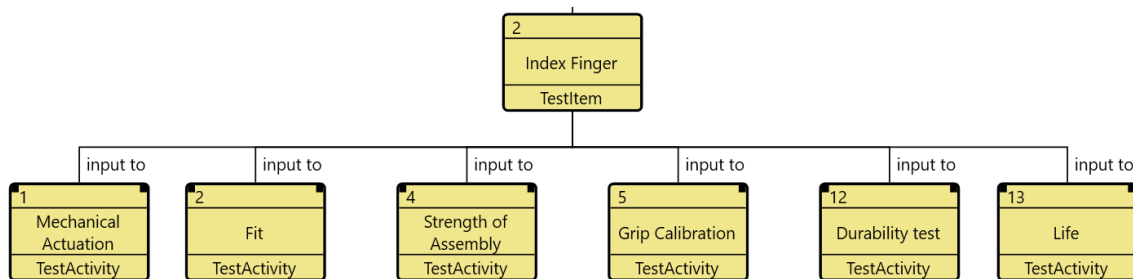 2
Index Finger
TestItem
input to
input to
input to
input to
input to
input to
1
Mechanical
Actuation
TestActivity
2
Fit
TestActivity
4
Strength of
Assembly
TestActivity
5
Grip Calibration
TestActivity
12
Durability test
TestActivity
13
Life
TestActivity